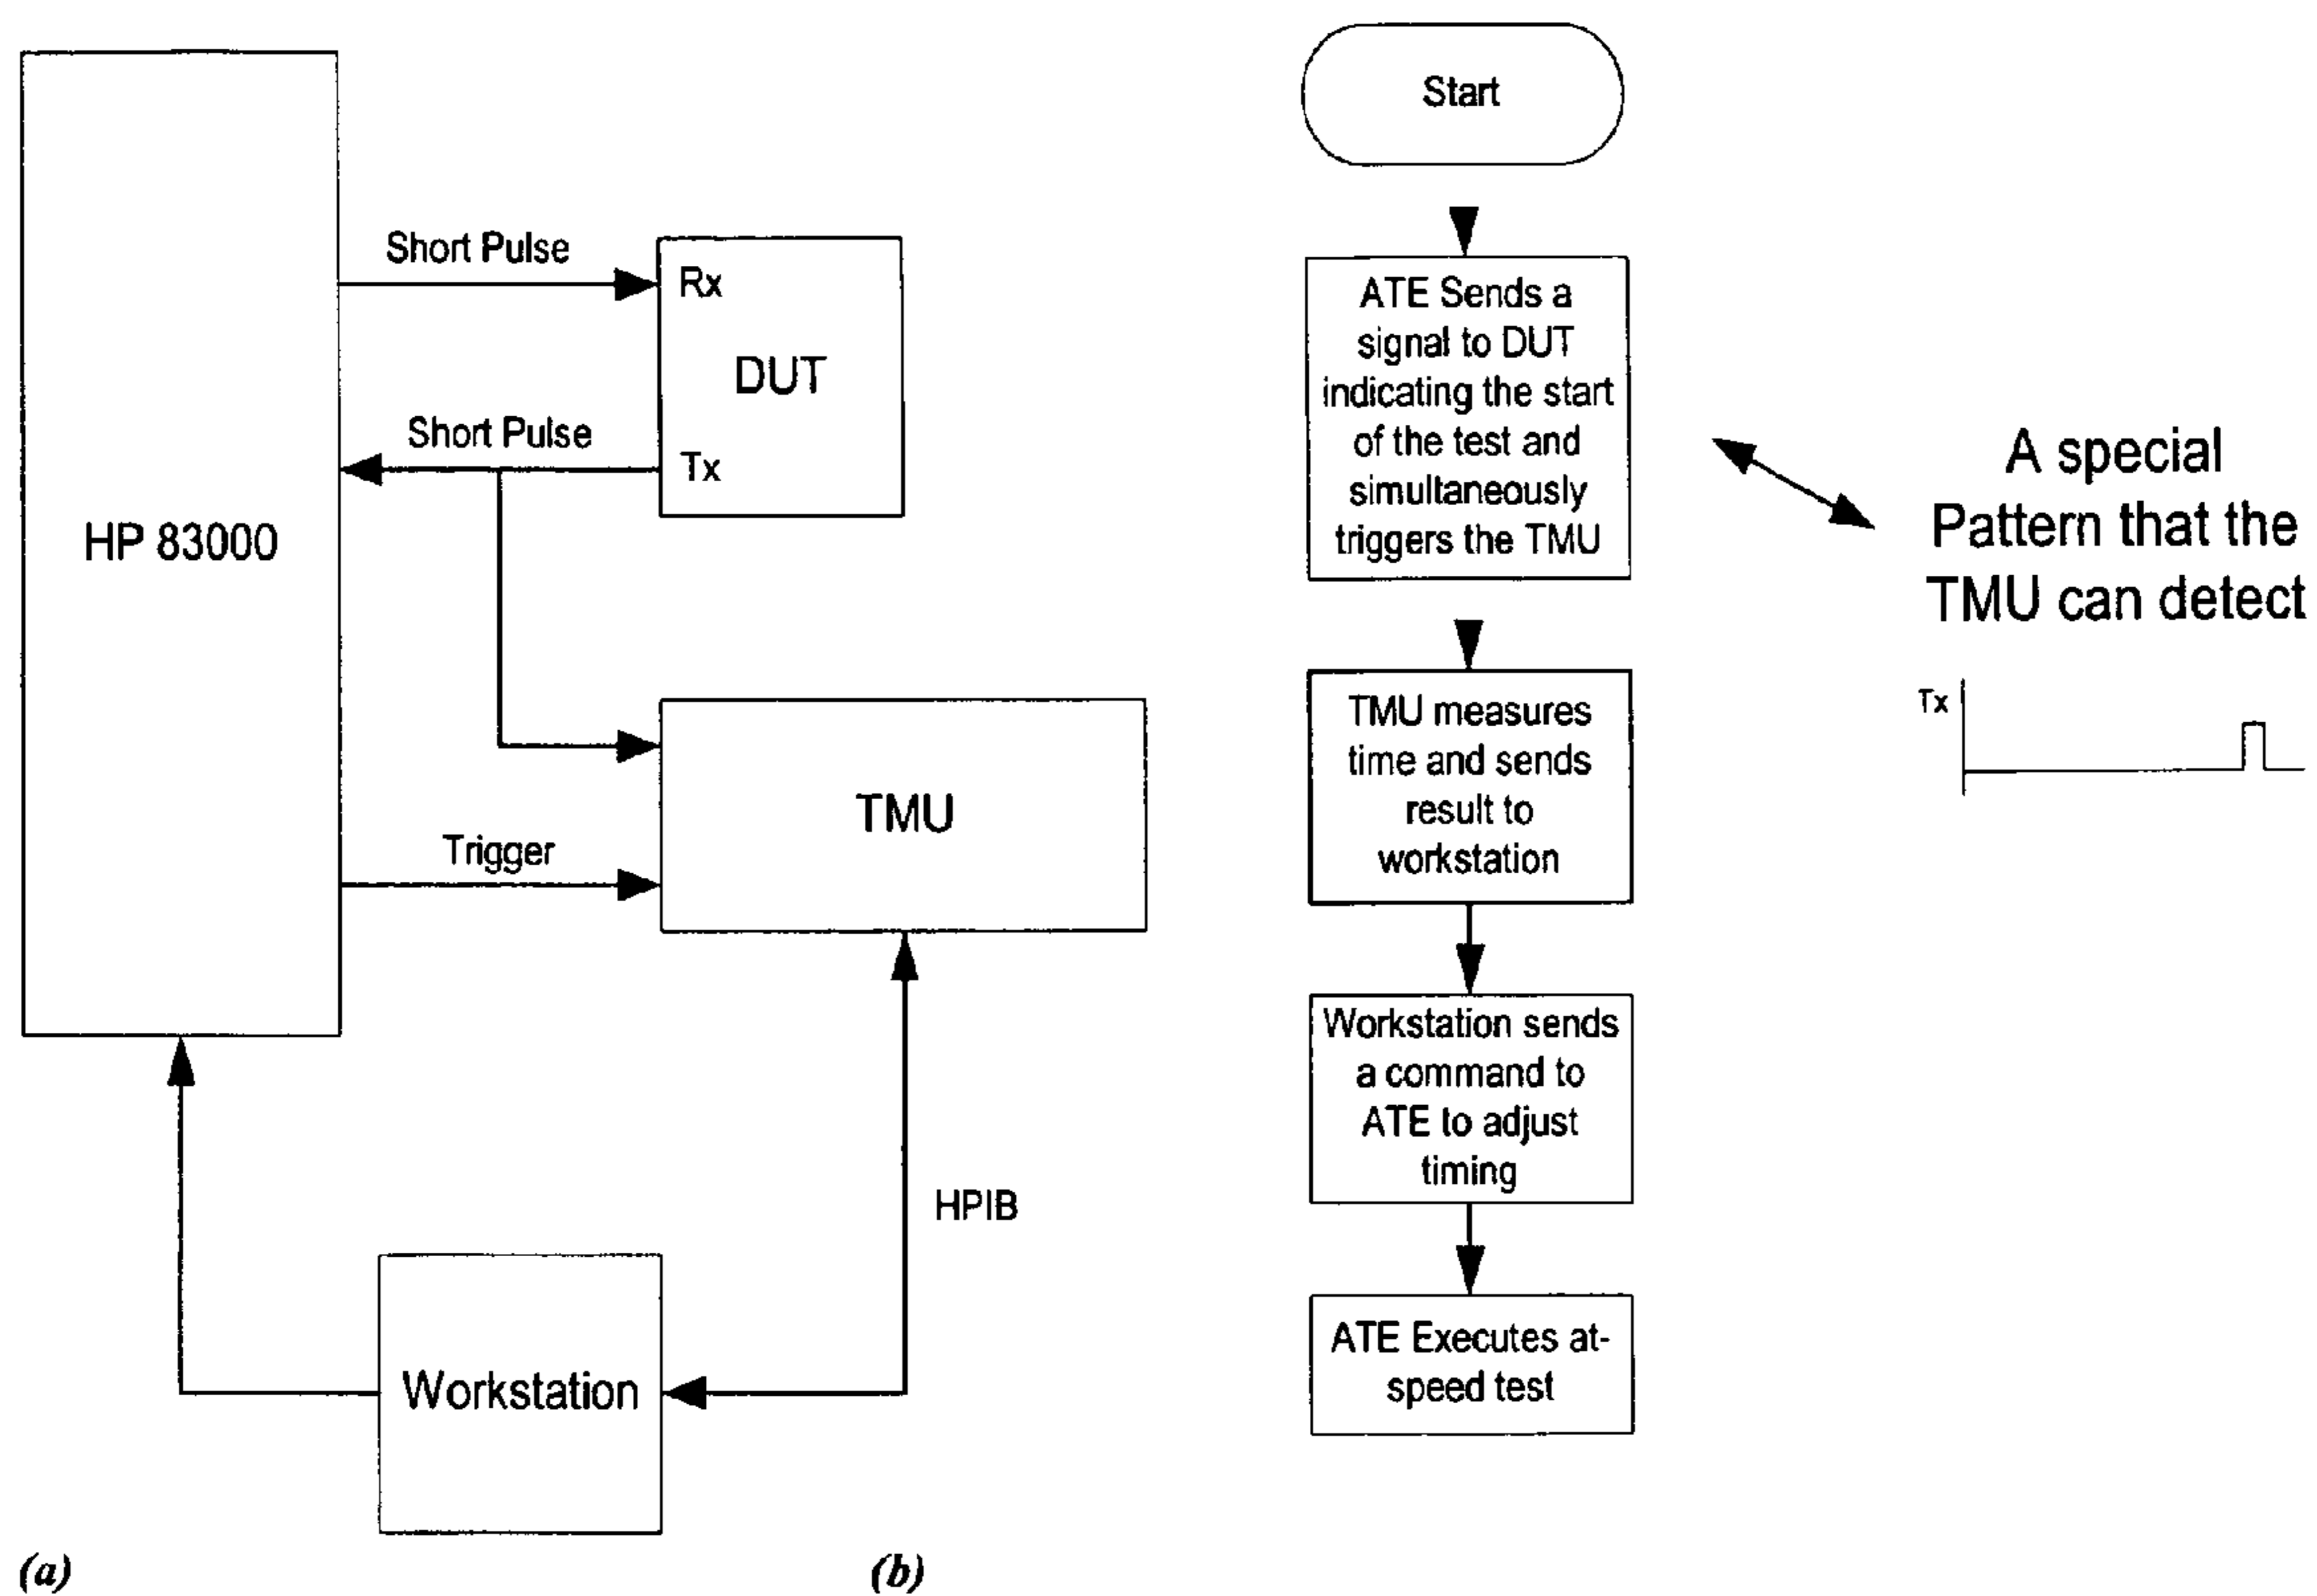 HP 83000
Short Pulse
Rx
DUT
Short Pulse
Tx
TMU
Trigger
HPIB
Workstation
(a)
Start
ATE Sends a
signal to DUT
indicating the start
of the test and
simultaneously
triggers the TMU
TMU measures
time and sends
result to
workstation
Workstation sends
a command to
ATE to adjust
timing
ATE Executes at-
speed test
A special
Pattern that the
TMU can detect
Tx
(b)